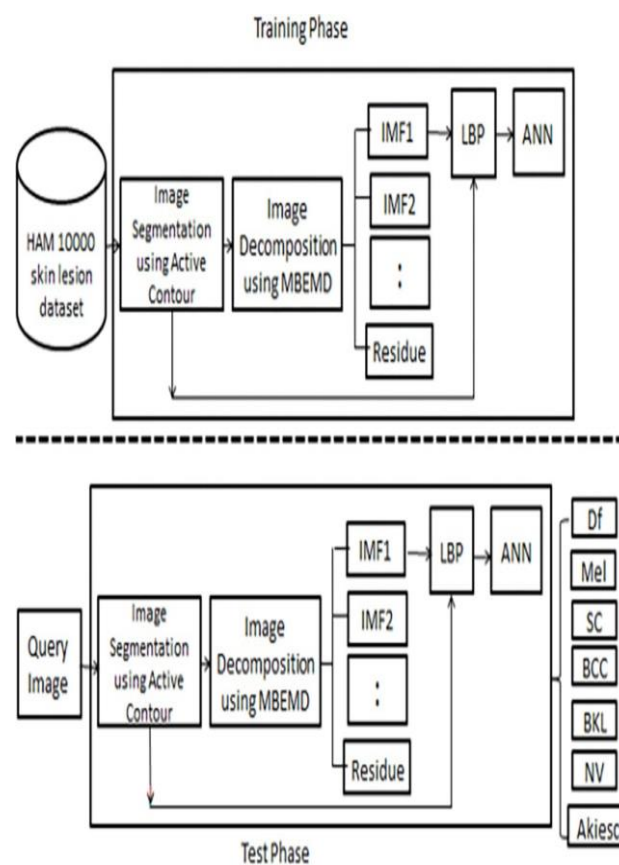 Training Phase
HAM 10000
skin lesion
dataset
Image
Segmentation
using Active
Contour
Image
Decomposition
using MBEMD
IMF1
IMF2
:
Residue
LBP
ANN
Query
Image
Image
Segmentation
using Active
Contour
Image
Decomposition
using MBEMD
IMF1
IMF2
:
Residue
LBP
ANN
Df
Mel
SC
BCC
BKL
NV
Akiesc
Test Phase